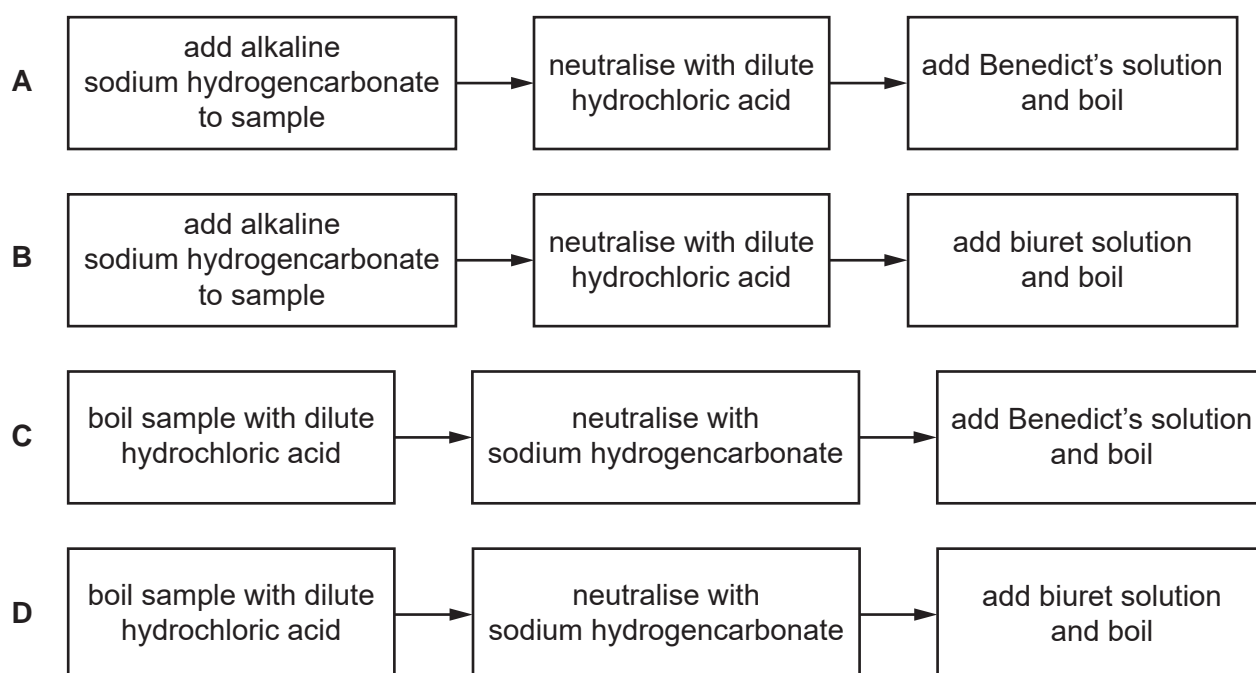 A
add alkaline
sodium hydrogencarbonate
to sample
neutralise with dilute
hydrochloric acid
add Benedict's solution
and boil
B
add alkaline
sodium hydrogencarbonate
to sample
neutralise with dilute
hydrochloric acid
add biuret solution
and boil
C
boil sample with dilute
hydrochloric acid
neutralise with
sodium hydrogencarbonate
add Benedict's solution
and boil
D
boil sample with dilute
hydrochloric acid
neutralise with
sodium hydrogencarbonate
add biuret solution
and boil